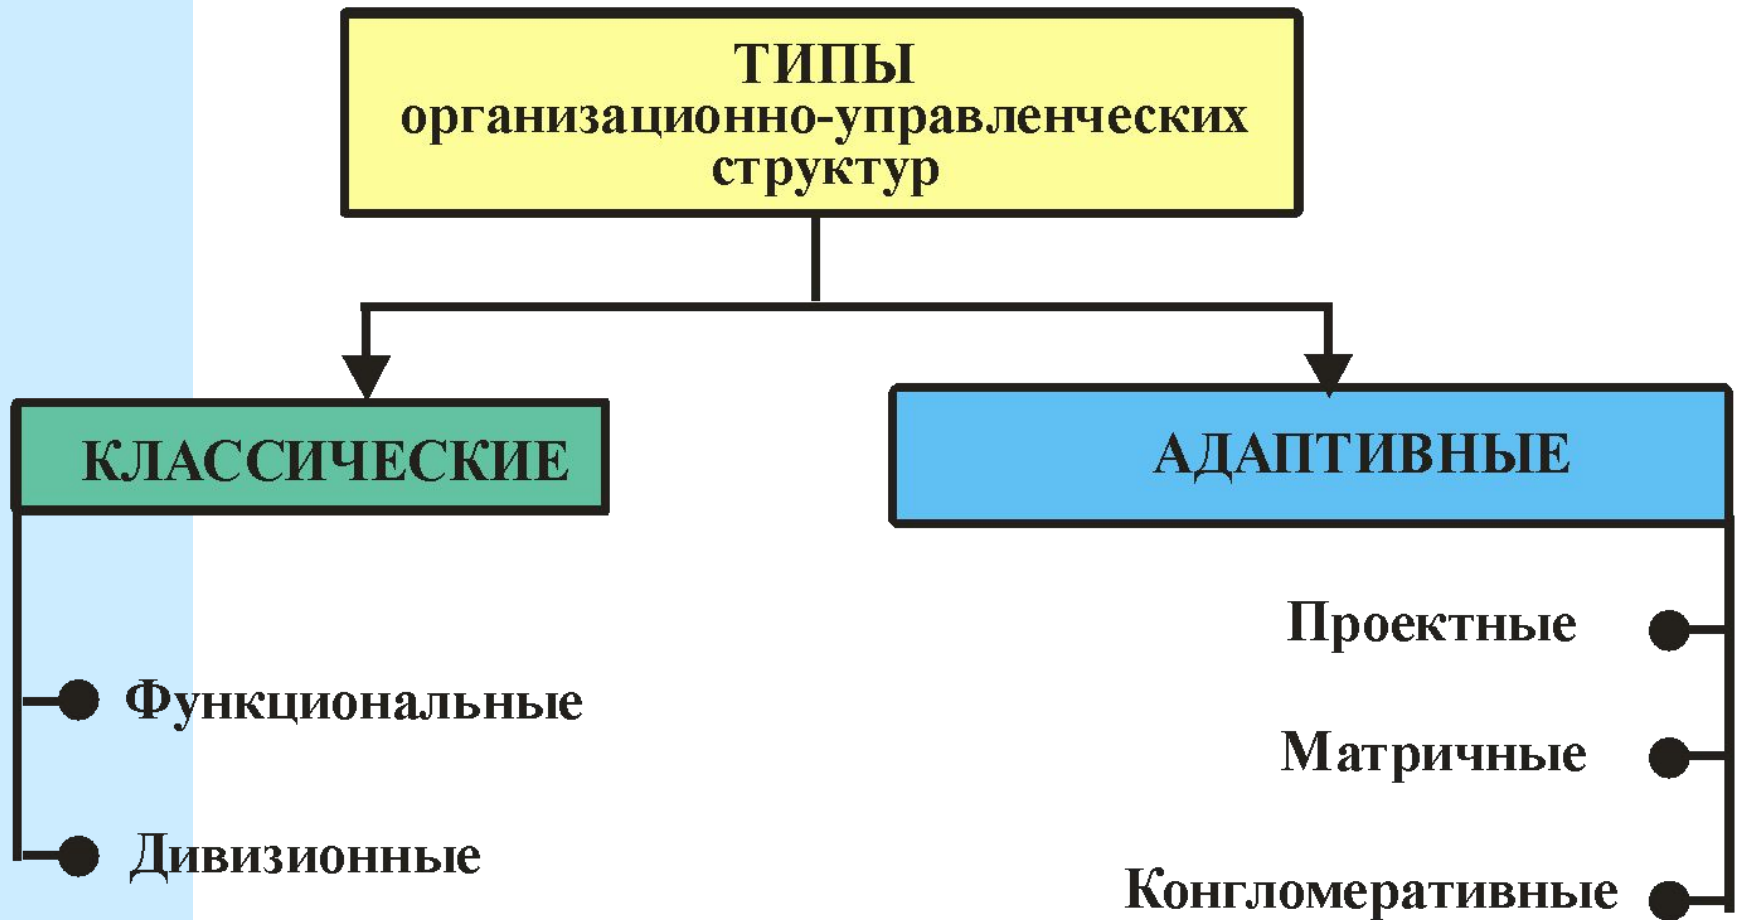 ТИПЫ
организационно-управленческих
структур
КЛАССИЧЕСКИЕ
АДАПТИВНЫЕ
Функциональные
Дивизионные
Проектные
Матричные
Конгломеративные